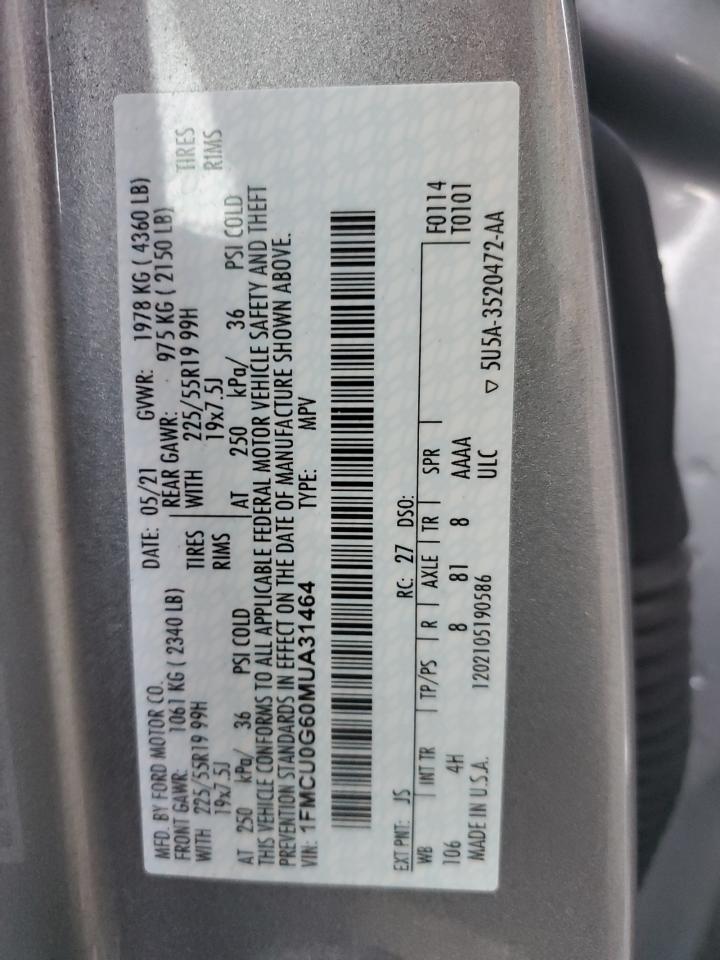 MFD. BY FORD MOTOR CO. DATE: 05/21 GVWR: 1978 KG ( 4360 LB)
FRONT GAWR: 1061 KG ( 2340 LB) REAR GAWR: 975 KG ( 2150 LB)
WITH 225/55R19 99H TIRES WITH 225/55R19 99H TIRES
19x7.5J RIMS 19x7.5J RIMS
AT 250 kPa/ 36 PSI COLD AT 250 kPa/ 36 PSI COLD
THIS VEHICLE CONFORMS TO ALL APPLICABLE FEDERAL MOTOR VEHICLE SAFETY AND THEFT
PREVENTION STANDARDS IN EFFECT ON THE DATE OF MANUFACTURE SHOWN ABOVE.
VIN: 1FMCU0G60MUA31464 TYPE: MPV
EXT PNT: JS RC: 27 DSO:
WB INT TR TP/PS R AXLE TR SPR F0114
106 4H 8 81 8 AAAA T0101
ULC
MADE IN U.S.A. 1202105190586 ▽ 5U5A-3520472-AA